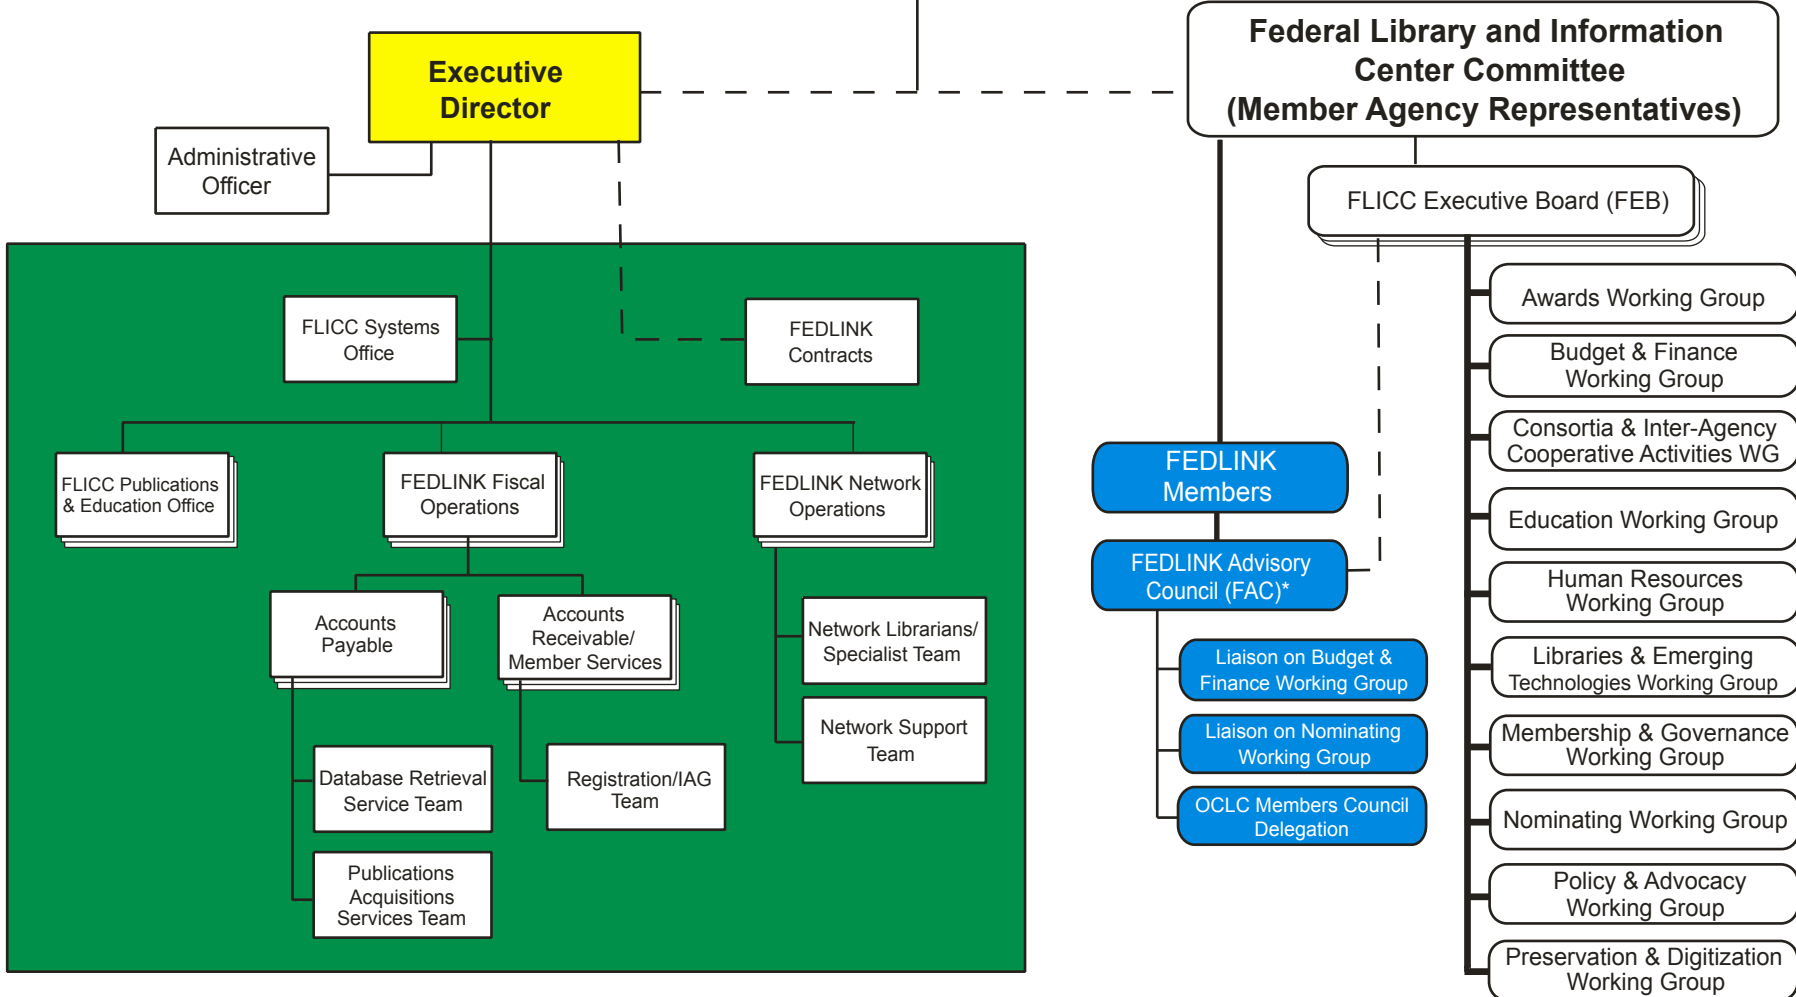 Executive
Director
Federal Library and Information
Center Committee
(Member Agency Representatives)
Administrative
Officer
FLICC Executive Board (FEB)
FLICC Systems
Office
FEDLINK
Contracts
FLICC Publications
& Education Office
FEDLINK Fiscal
Operations
FEDLINK Network
Operations
Accounts
Payable
Accounts
Receivable/
Member Services
Network Librarians/
Specialist Team
Network Support
Team
Database Retrieval
Service Team
Registration/IAG
Team
Publications
Acquisitions
Services Team
FEDLINK
Members
FEDLINK Advisory
Council (FAC)*
Liaison on Budget &
Finance Working Group
Liaison on Nominating
Working Group
OCLC Members Council
Delegation
Awards Working Group
Budget & Finance
Working Group
Consortia & Inter-Agency
Cooperative Activities WG
Education Working Group
Human Resources
Working Group
Libraries & Emerging
Technologies Working Group
Membership & Governance
Working Group
Nominating Working Group
Policy & Advocacy
Working Group
Preservation & Digitization
Working Group